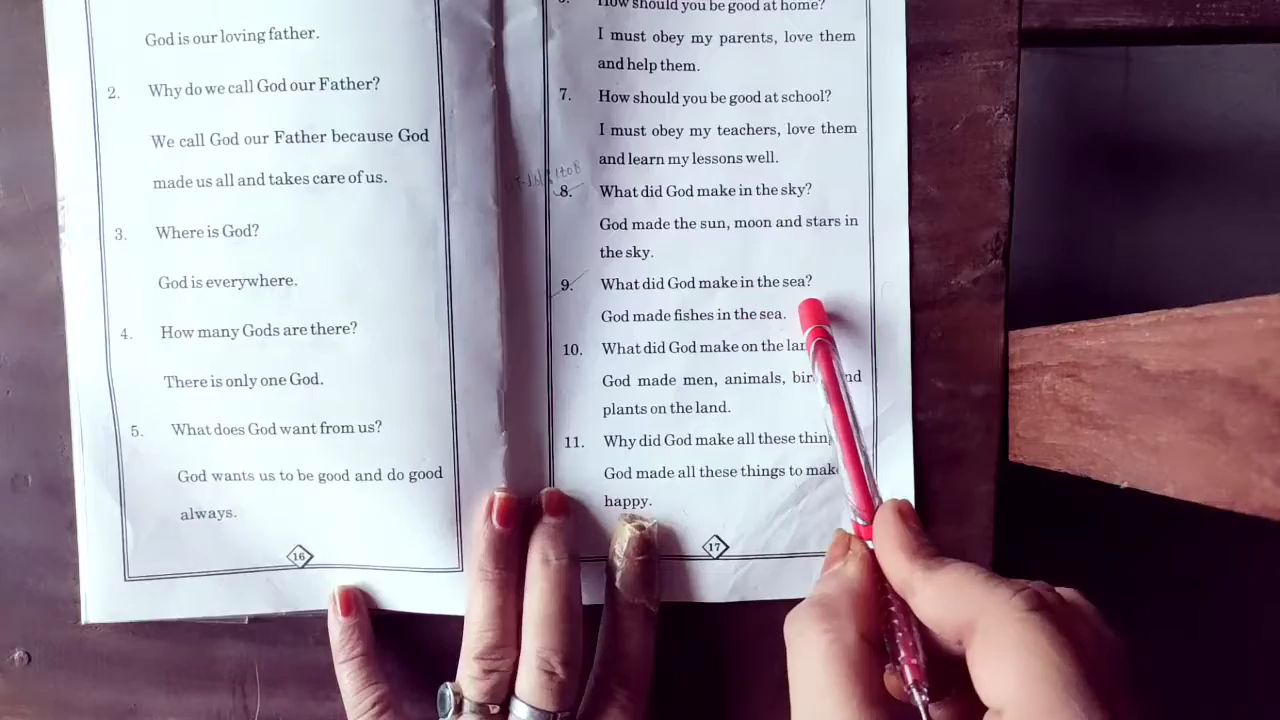 God is our loving father.
2. Why do we call God our Father?
We call God our Father because God
made us all and takes care of us.
3. Where is God?
God is everywhere.
4. How many Gods are there?
There is only one God.
5. What does God want from us?
God wants us to be good and do good
always.
16
How should you be good at home?
I must obey my parents, love them
and help them.
7. How should you be good at school?
I must obey my teachers, love them
and learn my lessons well.
8. What did God make in the sky?
God made the sun, moon and stars in
the sky.
9. What did God make in the sea?
God made fishes in the sea.
10. What did God make on the
God made men, animals,
plants on the land.
11. Why did God make all these
God made all these things to
happy.
17